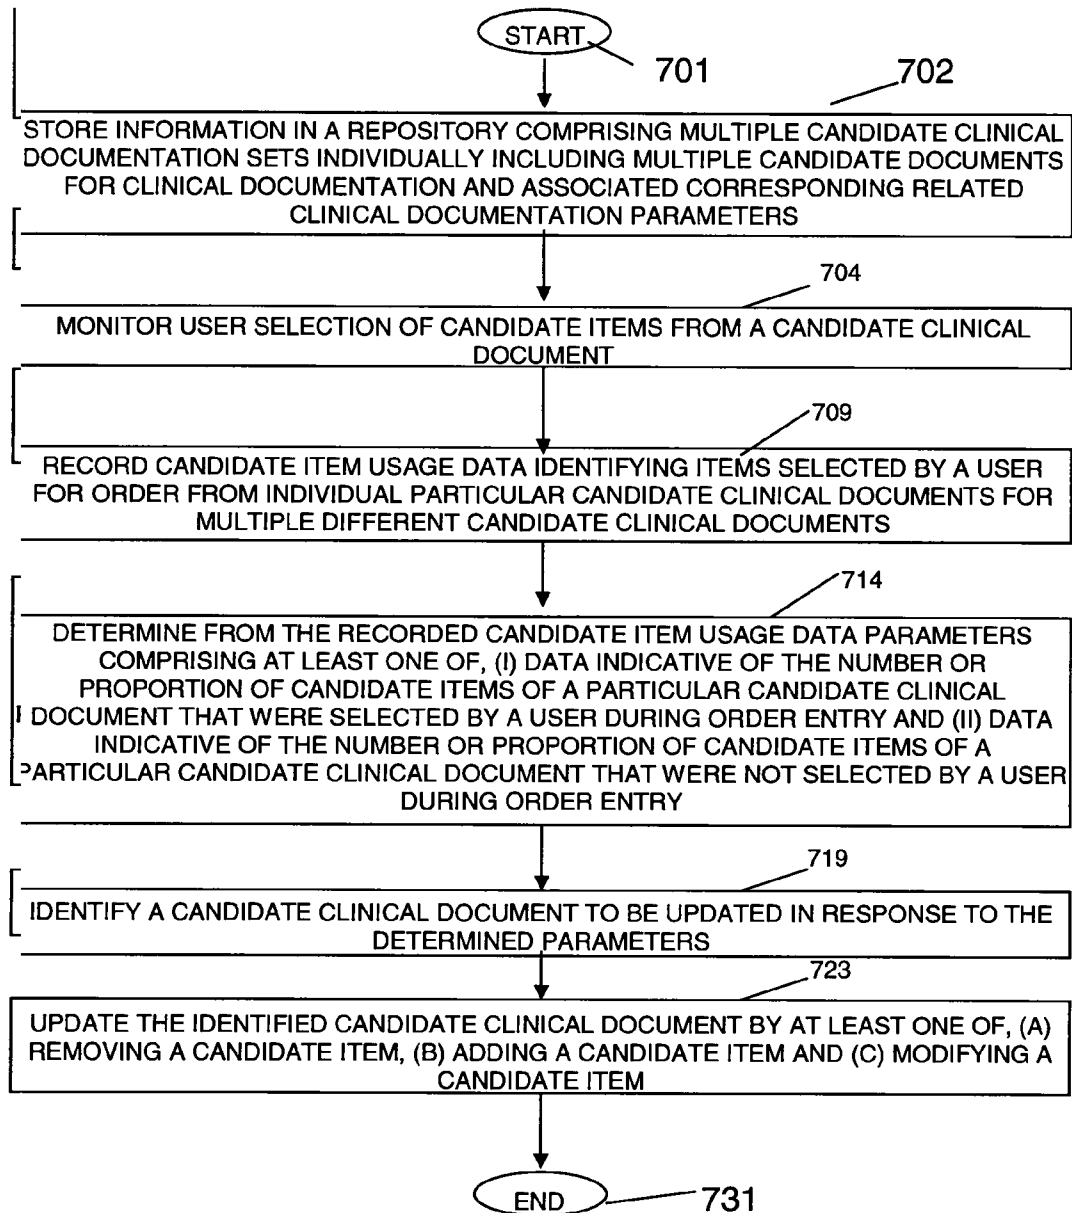 START
701
702
STORE INFORMATION IN A REPOSITORY COMPRISING MULTIPLE CANDIDATE CLINICAL
DOCUMENTATION SETS INDIVIDUALLY INCLUDING MULTIPLE CANDIDATE DOCUMENTS
FOR CLINICAL DOCUMENTATION AND ASSOCIATED CORRESPONDING RELATED
CLINICAL DOCUMENTATION PARAMETERS
704
MONITOR USER SELECTION OF CANDIDATE ITEMS FROM A CANDIDATE CLINICAL
DOCUMENT
709
RECORD CANDIDATE ITEM USAGE DATA IDENTIFYING ITEMS SELECTED BY A USER
FOR ORDER FROM INDIVIDUAL PARTICULAR CANDIDATE CLINICAL DOCUMENTS FOR
MULTIPLE DIFFERENT CANDIDATE CLINICAL DOCUMENTS
714
DETERMINE FROM THE RECORDED CANDIDATE ITEM USAGE DATA PARAMETERS
COMPRISING AT LEAST ONE OF, (I) DATA INDICATIVE OF THE NUMBER OR
PROPORTION OF CANDIDATE ITEMS OF A PARTICULAR CANDIDATE CLINICAL
DOCUMENT THAT WERE SELECTED BY A USER DURING ORDER ENTRY AND (II) DATA
INDICATIVE OF THE NUMBER OR PROPORTION OF CANDIDATE ITEMS OF A
PARTICULAR CANDIDATE CLINICAL DOCUMENT THAT WERE NOT SELECTED BY A USER
DURING ORDER ENTRY
719
IDENTIFY A CANDIDATE CLINICAL DOCUMENT TO BE UPDATED IN RESPONSE TO THE
DETERMINED PARAMETERS
723
UPDATE THE IDENTIFIED CANDIDATE CLINICAL DOCUMENT BY AT LEAST ONE OF, (A)
REMOVING A CANDIDATE ITEM, (B) ADDING A CANDIDATE ITEM AND (C) MODIFYING A
CANDIDATE ITEM
END
731